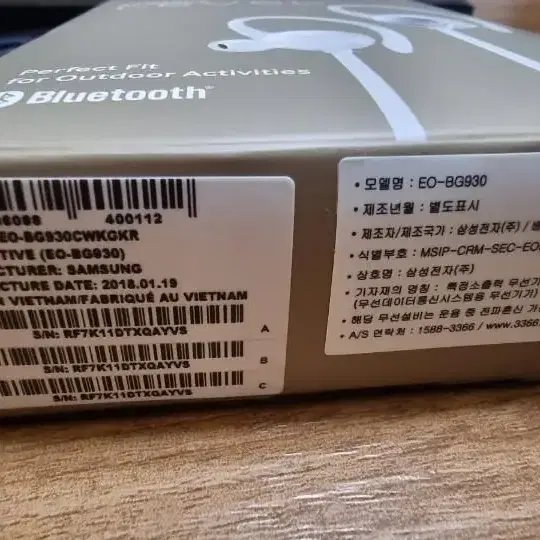 Perfect Fit
for Outdoor Activities
Bluetooth®
400112
EO-BG930CWKGKR
(EO-BG930)
SAMSUNG
DATE: 2018.01.19
VIETNAM/FABRIQUÉ AU VIETNAM
S/N: RF7K11DTXQAYVS
A
B
S/N: RF7K11DTXQAYVS
C
S/N: RF7K11DTXQAYVS
• 모델명 : EO-BG930
• 제조년월 : 별도표시
• 제조자/제조국가 : 삼성전자(주) /
• 식별부호 : MSIP-CRM-SEC-EO
• 상호명 : 삼성전자(주)
• 기자재의 명칭 : 특정소출력 무선기
(무선데이터통신시스템용 무선기기)
• 해당 무선설비는 운용 중 전파혼신 가
• A/S 연락처 : 1588-3366 / www.3366